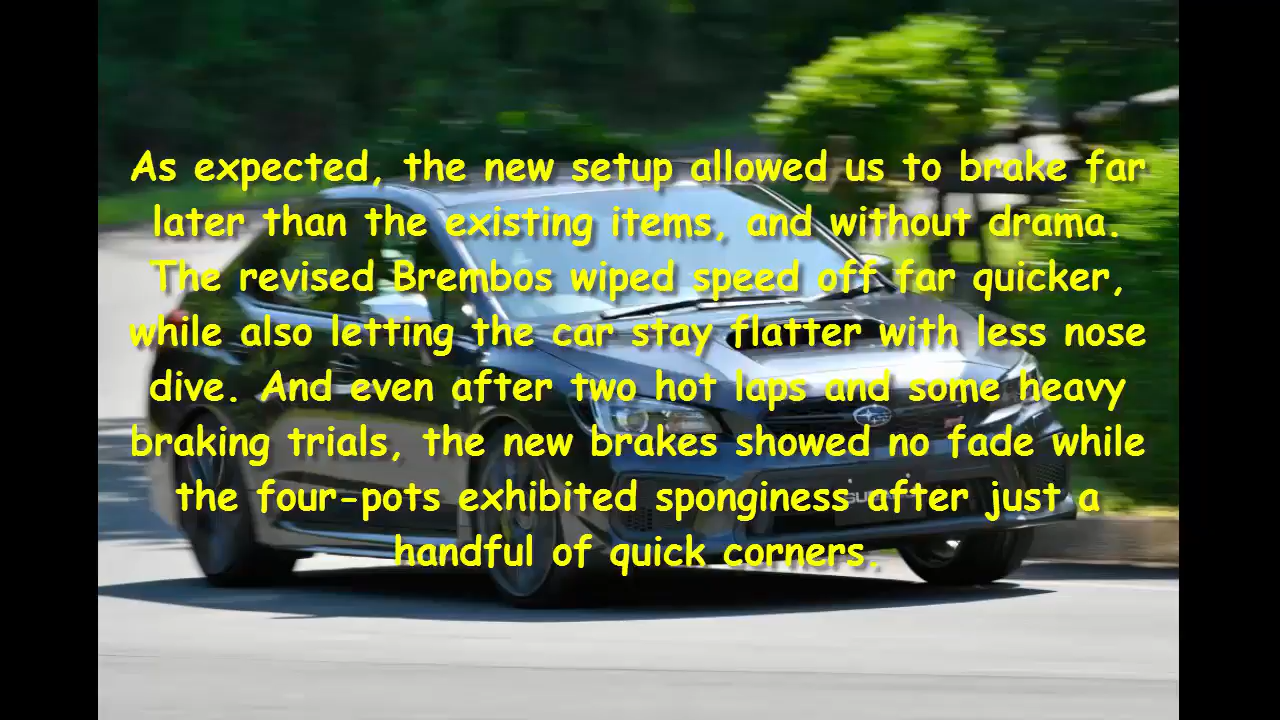 As expected, the new setup allowed us to brake far
later than the existing items, and without drama.
The revised Brembos wiped speed off far quicker,
while also letting the car stay flatter with less nose
dive. And even after two hot laps and some heavy
braking trials, the new brakes showed no fade while
the four-pots exhibited sponginess after just a
handful of quick corners.